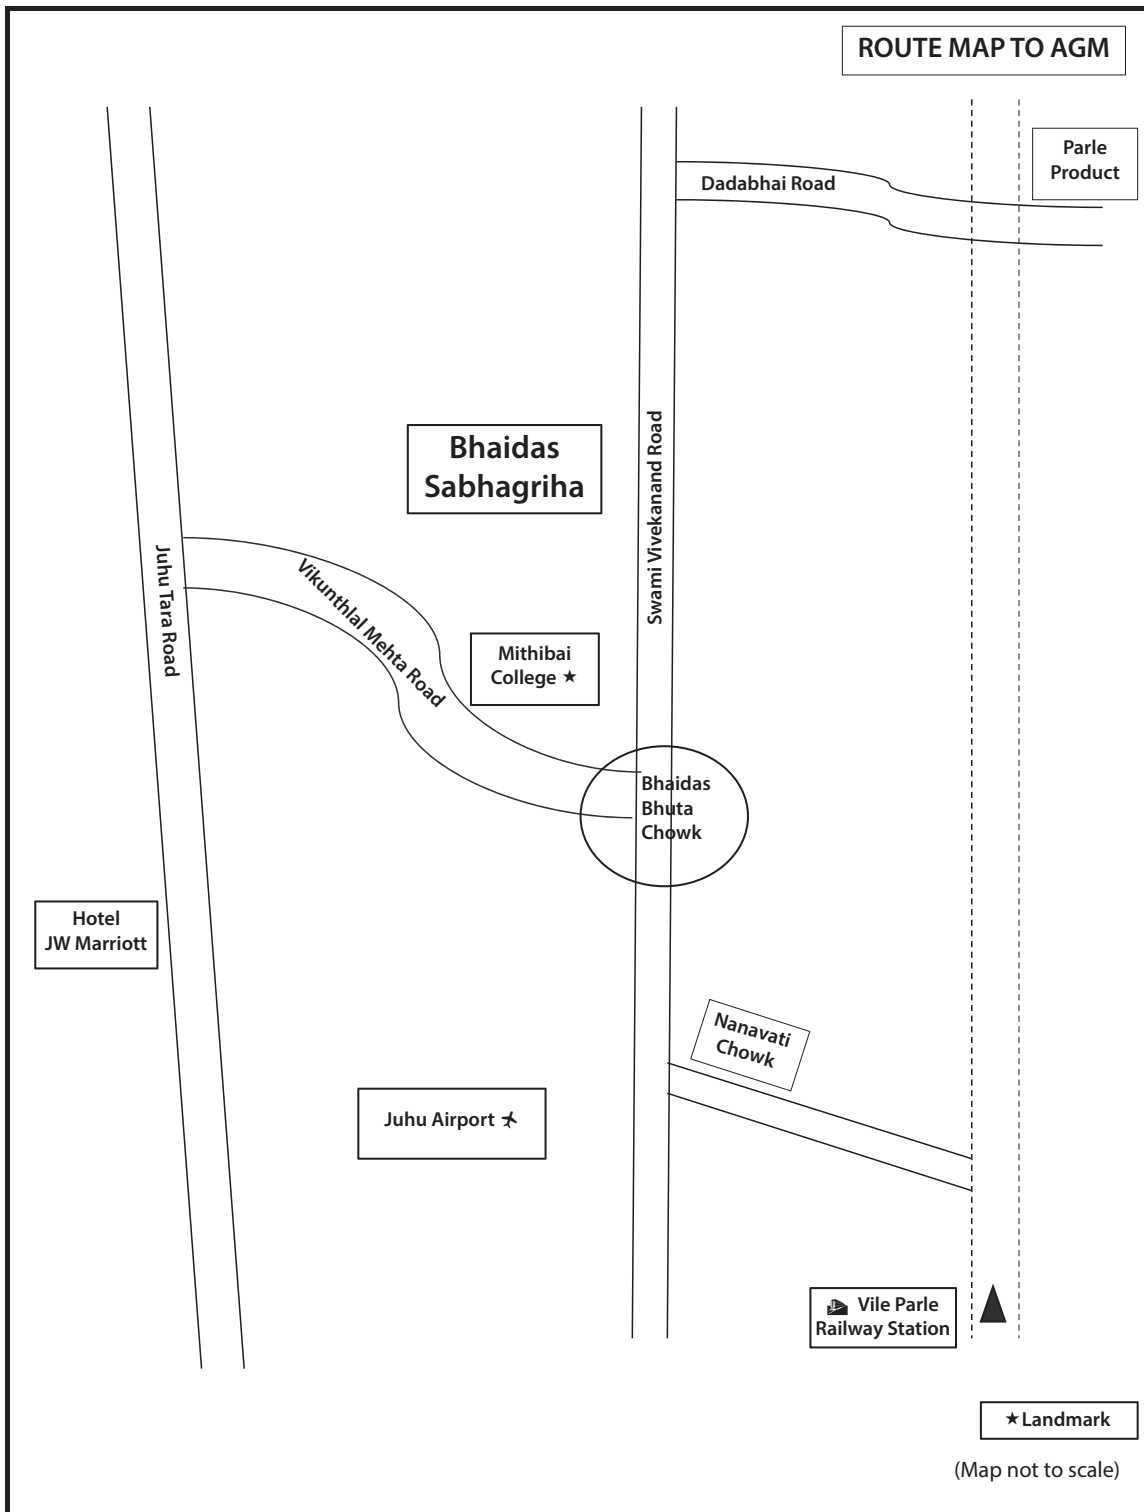 ROUTE MAP TO AGM
Parle
Product
Dadabhai Road
Bhaidas
Sabhagriha
Swami Vivekanand Road
Juhu Tara Road
Vikunthlal Mehta Road
Mithibai
College ★
Bhaidas
Bhuta
Chowk
Hotel
JW Marriott
Nanavati
Chowk
Juhu Airport
Vile Parle
Railway Station
★ Landmark
(Map not to scale)